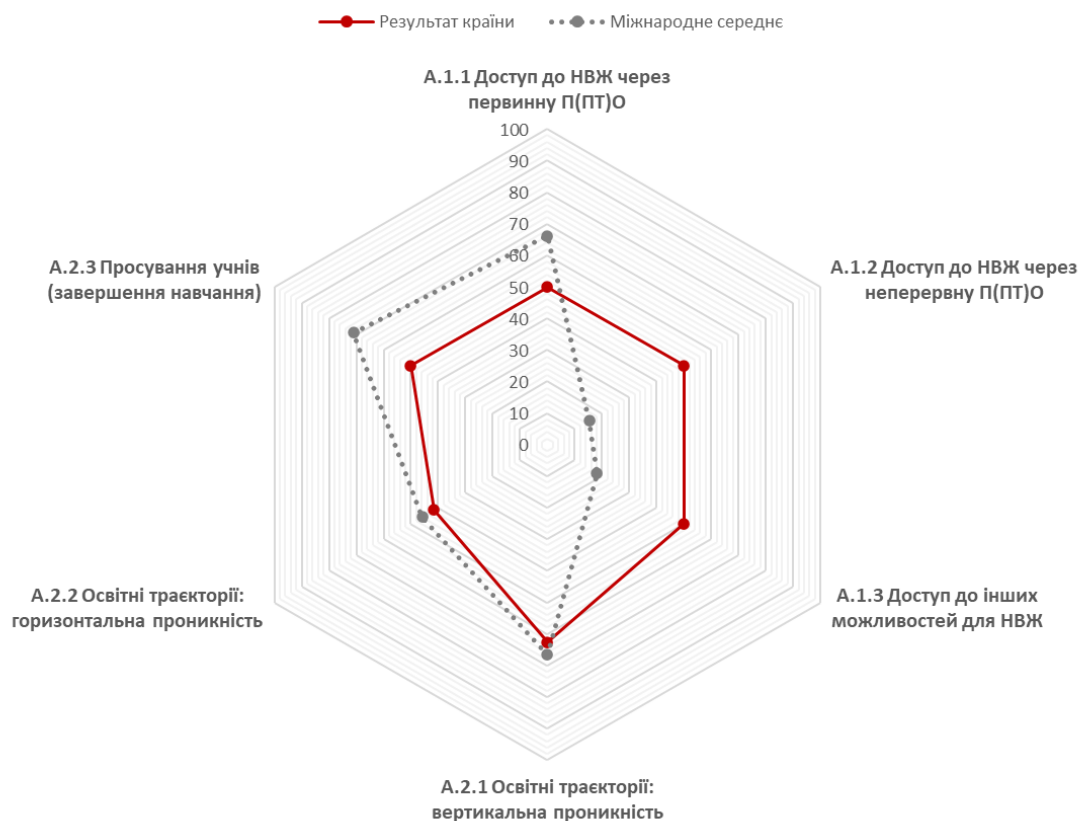 Результат країни
Міжнародне середнє
А.1.1 Доступ до НВЖ через
первинну П(ПТ)О
100
90
80
70
60
50
40
30
20
10
0
А.2.3 Просування учнів
(завершення навчання)
А.1.2 Доступ до НВЖ через
неперервну П(ПТ)О
А.2.2 Освітні траєкторії:
горизонтальна проникність
А.1.3 Доступ до інших
можливостей для НВЖ
А.2.1 Освітні траєкторії:
вертикальна проникність